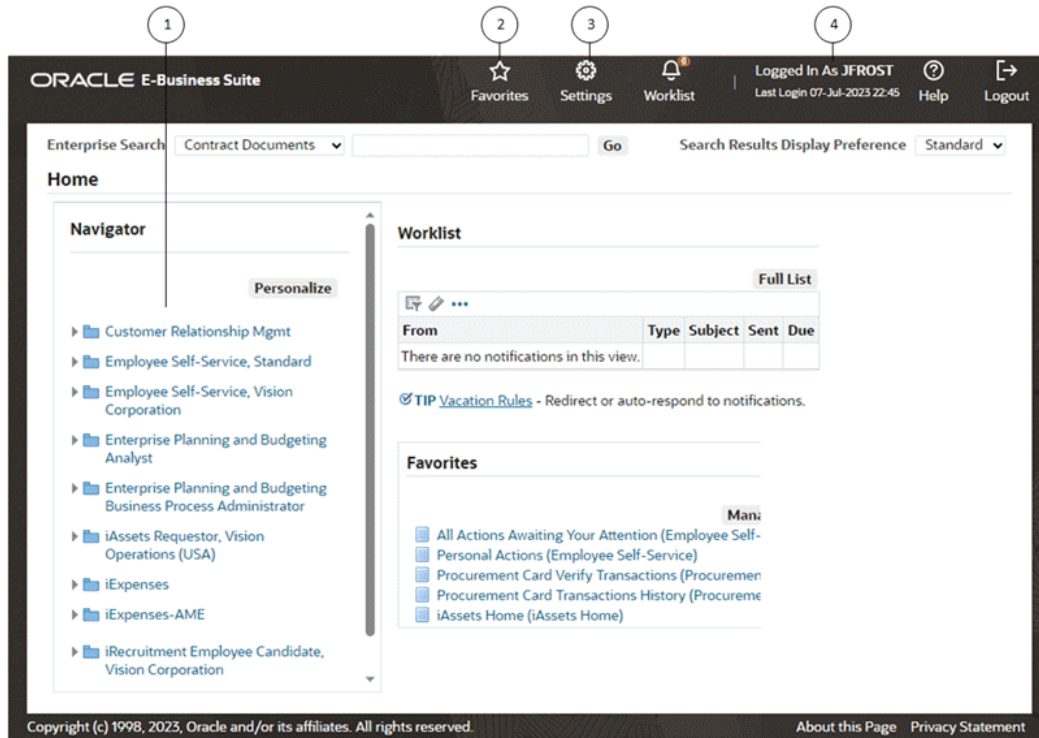 1
2
3
4
ORACLE E-Business Suite
Favorites
Settings
6
Worklist
Logged In As JFROST
Last Login 07-Jul-2023 22:45
Help
Logout
Enterprise Search
Contract Documents
Go
Search Results Display Preference
Standard
Home
Navigator
Personalize
Customer Relationship Mgmt
Employee Self-Service, Standard
Employee Self-Service, Vision
Corporation
Enterprise Planning and Budgeting
Analyst
Enterprise Planning and Budgeting
Business Process Administrator
iAssets Requestor, Vision
Operations (USA)
iExpenses
iExpenses-AME
iRecruitment Employee Candidate,
Vision Corporation
Worklist
Full List
From Type Subject Sent Due
There are no notifications in this view.
TIP Vacation Rules - Redirect or auto-respond to notifications.
Favorites
Mana
All Actions Awaiting Your Attention (Employee Self-
Personal Actions (Employee Self-Service)
Procurement Card Verify Transactions (Procuremen
Procurement Card Transactions History (Procureme
iAssets Home (iAssets Home)
Copyright (c) 1998, 2023, Oracle and/or its affiliates. All rights reserved.
About this Page Privacy Statement